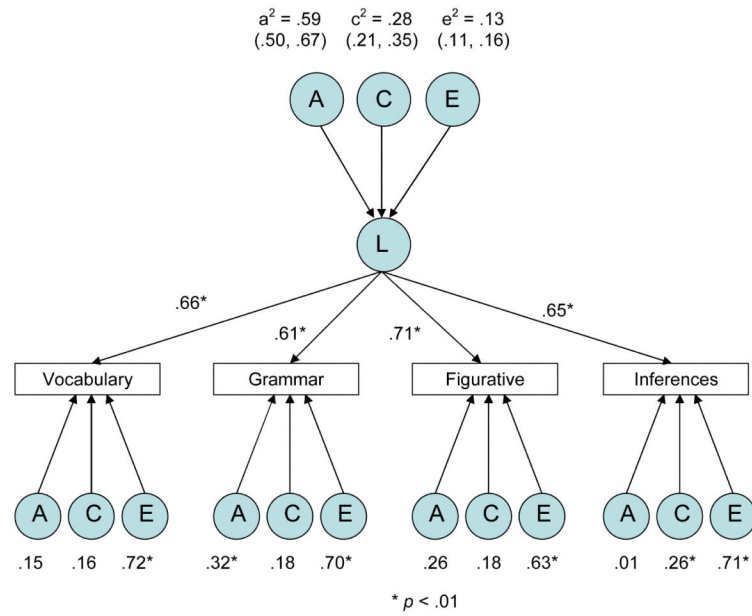 a² = .59 c² = .28 e² = .13
(.50, .67) (.21, .35) (.11, .16)
A C E
L
.66* .61* .71* .65*
Vocabulary Grammar Figurative Inferences
A C E A C E A C E A C E
.15 .16 .72* .32* .18 .70* .26 .18 .63* .01 .26* .71*
* p < .01